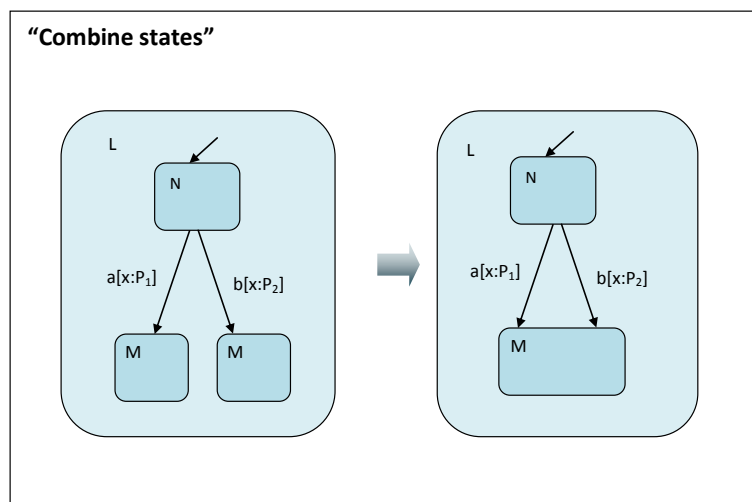 “Combine states”
L
N
a[x:P₁]
b[x:P₂]
M
M
L
N
a[x:P₁]
b[x:P₂]
M